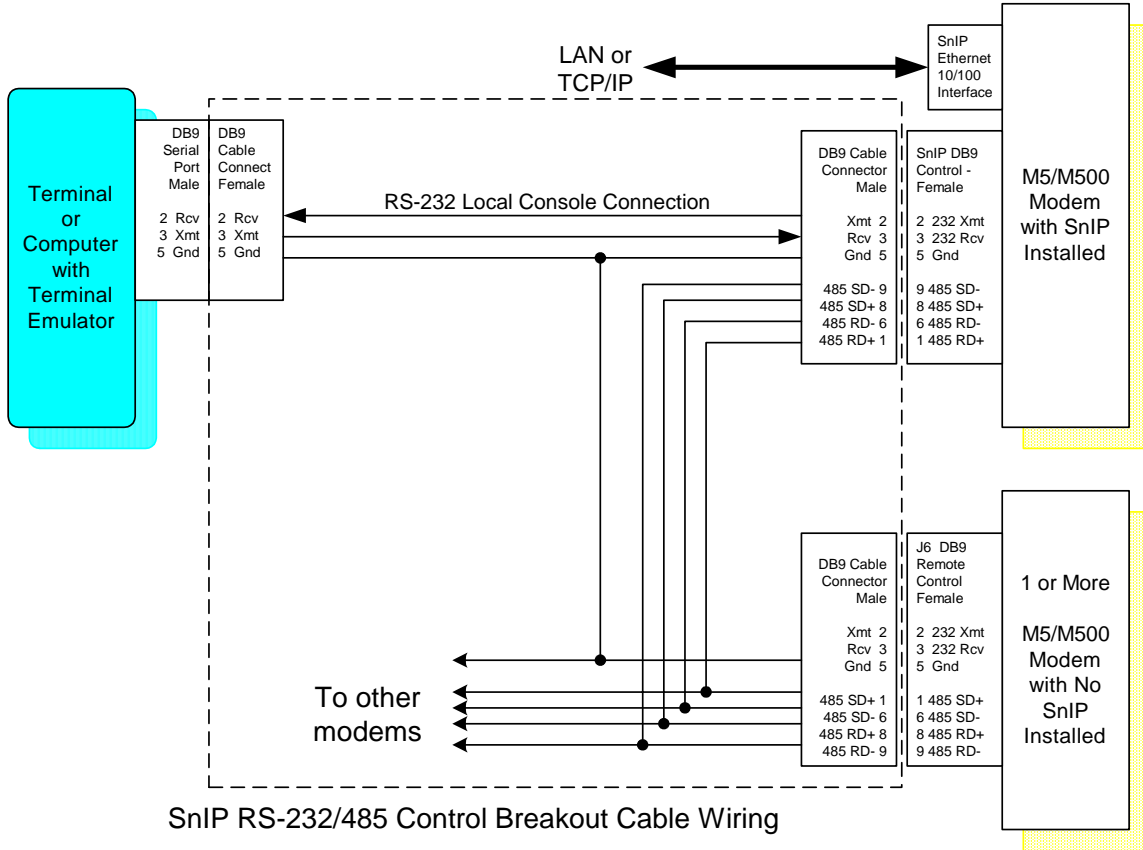 LAN or
TCP/IP
SnIP
Ethernet
10/100
Interface
Terminal
or
Computer
with
Terminal
Emulator
DB9
Serial
Port
Male
2 Rcv
3 Xmt
5 Gnd
DB9
Cable
Connect
Female
2 Rcv
3 Xmt
5 Gnd
RS-232 Local Console Connection
DB9 Cable
Connector
Male
Xmt 2
Rcv 3
Gnd 5
485 SD- 9
485 SD+ 8
485 RD- 6
485 RD+ 1
SnIP DB9
Control -
Female
2 232 Xmt
3 232 Rcv
5 Gnd
9 485 SD-
8 485 SD+
6 485 RD-
1 485 RD+
M5/M500
Modem
with SnIP
Installed
To other
modems
DB9 Cable
Connector
Male
Xmt 2
Rcv 3
Gnd 5
485 SD+ 1
485 SD- 6
485 RD+ 8
485 RD- 9
J6 DB9
Remote
Control
Female
2 232 Xmt
3 232 Rcv
5 Gnd
1 485 SD+
6 485 SD-
8 485 RD+
9 485 RD-
1 or More
M5/M500
Modem
with No
SnIP
Installed
SnIP RS-232/485 Control Breakout Cable Wiring